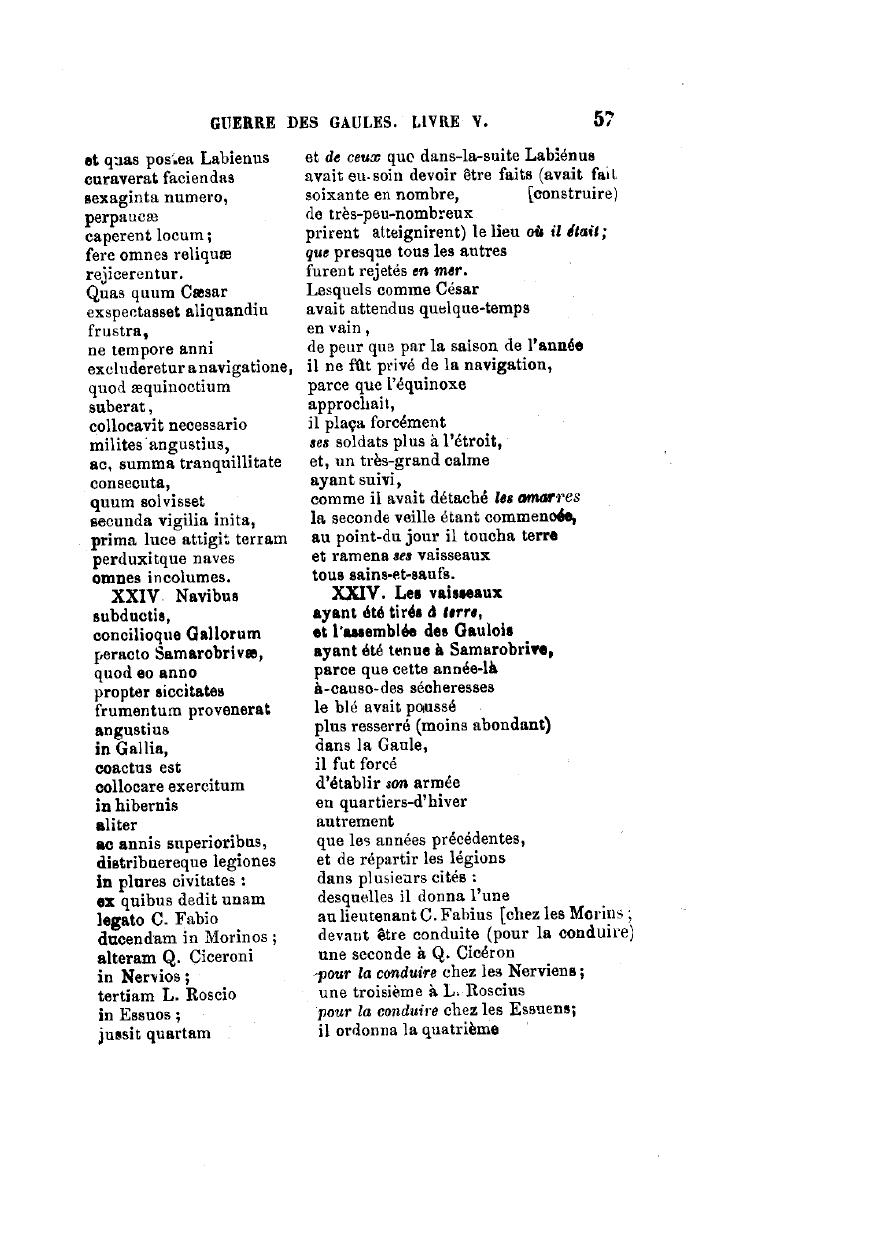 GUERRE DES GAULES. LIVRE V. 57
et quas postea Labienus
curaverat faciendas
sexaginta numero,
perpaucæ
caperent locum;
fere omnes reliquæ
rejicerentur.
Quas quum Cæsar
exspectasset aliquandiu
frustra,
ne tempore anni
excluderetur a navigatione,
quod æquinoctium
suberat,
collocavit necessario
milites angustius,
ac, summa tranquillitate
consecuta,
quum solvisset
secunda vigilia inita,
prima luce attigit terram
perduxitque naves
omnes incolumes.
XXIV. Navibus
subductis,
concilioque Gallorum
peracto Samarobrivæ,
quod eo anno
propter siccitates
frumentum provenerat
angustius
in Gallia,
coactus est
collocare exercitum
in hibernis
aliter
ac annis superioribus,
distribuereque legiones
in plures civitates :
ex quibus dedit unam
legato C. Fabio
ducendam in Morinos ;
alteram Q. Ciceroni
in Nervios ;
tertiam L. Roscio
in Essuos ;
jussit quartam
et de ceux que dans-la-suite Labiénus
avait eu-soin devoir être faits (avait fait
soixante en nombre, [construire)
de très-peu-nombreux
prirent atteignirent) le lieu où il était;
que presque tous les autres
furent rejetés en mer.
Lesquels comme César
avait attendus quelque-temps
en vain ,
de peur que par la saison de l'année
il ne fût privé de la navigation,
parce que l'équinoxe
approchait,
il plaça forcément
ses soldats plus à l'étroit,
et, un très-grand calme
ayant suivi,
comme il avait détaché les amarres
la seconde veille étant commencée,
au point-du jour il toucha terre
et ramena ses vaisseaux
tous sains-et-saufs.
XXIV. Les vaisseaux
ayant été tirés à terre,
et l'assemblée des Gaulois
ayant été tenue à Samarobrive,
parce que cette année-là
à-cause-des sécheresses
le blé avait poussé
plus resserré (moins abondant)
dans la Gaule,
il fut forcé
d'établir son armée
en quartiers-d'hiver
autrement
que les années précédentes,
et de répartir les légions
dans plusieurs cités :
desquelles il donna l'une
au lieutenant C. Fabius [chez les Morins ;
devant être conduite (pour la conduire)
une seconde à Q. Cicéron
pour la conduire chez les Nerviens ;
une troisième à L. Roscius
pour la conduire chez les Essuens;
il ordonna la quatrième